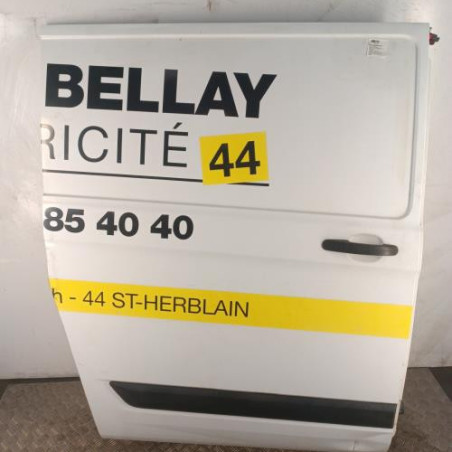 BELLAY
RICITÉ 44
85 40 40
h - 44 ST-HERBLAIN